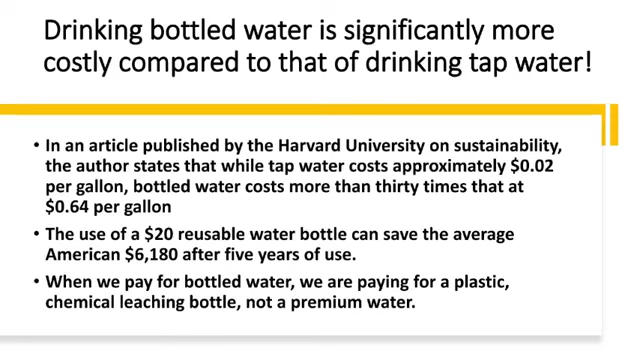 Drinking bottled water is significantly more
costly compared to that of drinking tap water!
• In an article published by the Harvard University on sustainability,
the author states that while tap water costs approximately $0.02
per gallon, bottled water costs more than thirty times that at
$0.64 per gallon
• The use of a $20 reusable water bottle can save the average
American $6,180 after five years of use.
• When we pay for bottled water, we are paying for a plastic,
chemical leaching bottle, not a premium water.